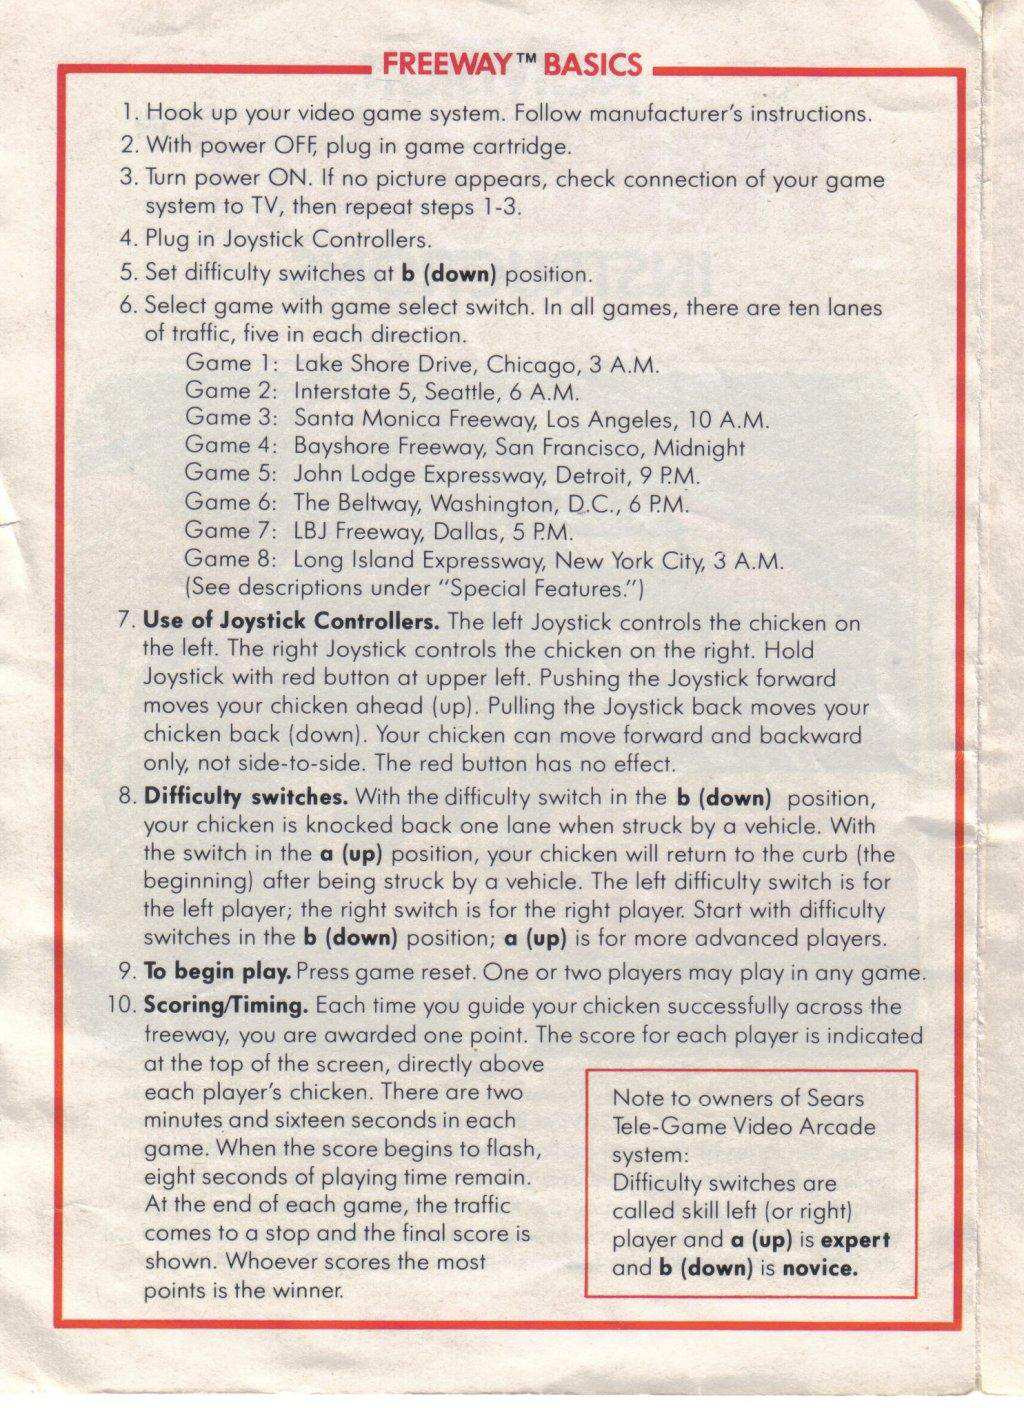 FREEWAY™ BASICS
1. Hook up your video game system. Follow manufacturer's instructions.
2. With power OFF, plug in game cartridge.
3. Turn power ON. If no picture appears, check connection of your game
system to TV, then repeat steps 1-3.
4. Plug in Joystick Controllers.
5. Set difficulty switches at b (down) position.
6. Select game with game select switch. In all games, there are ten lanes
of traffic, five in each direction.
Game 1: Lake Shore Drive, Chicago, 3 A.M.
Game 2: Interstate 5, Seattle, 6 A.M.
Game 3: Santa Monica Freeway, Los Angeles, 10 A.M.
Game 4: Bayshore Freeway, San Francisco, Midnight
Game 5: John Lodge Expressway, Detroit, 9 P.M.
Game 6: The Beltway, Washington, D.C., 6 P.M.
Game 7: LBJ Freeway, Dallas, 5 P.M.
Game 8: Long Island Expressway, New York City, 3 A.M.
(See descriptions under "Special Features.")
7. Use of Joystick Controllers. The left Joystick controls the chicken on
the left. The right Joystick controls the chicken on the right. Hold
Joystick with red button at upper left. Pushing the Joystick forward
moves your chicken ahead (up). Pulling the Joystick back moves your
chicken back (down). Your chicken can move forward and backward
only, not side-to-side. The red button has no effect.
8. Difficulty switches. With the difficulty switch in the b (down) position,
your chicken is knocked back one lane when struck by a vehicle. With
the switch in the a (up) position, your chicken will return to the curb (the
beginning) after being struck by a vehicle. The left difficulty switch is for
the left player; the right switch is for the right player. Start with difficulty
switches in the b (down) position; a (up) is for more advanced players.
9. To begin play. Press game reset. One or two players may play in any game.
10. Scoring/Timing. Each time you guide your chicken successfully across the
freeway, you are awarded one point. The score for each player is indicated
at the top of the screen, directly above
each player's chicken. There are two
minutes and sixteen seconds in each
game. When the score begins to flash,
eight seconds of playing time remain.
At the end of each game, the traffic
comes to a stop and the final score is
shown. Whoever scores the most
points is the winner.
Note to owners of Sears
Tele-Game Video Arcade
system:
Difficulty switches are
called skill left (or right)
player and a (up) is expert
and b (down) is novice.